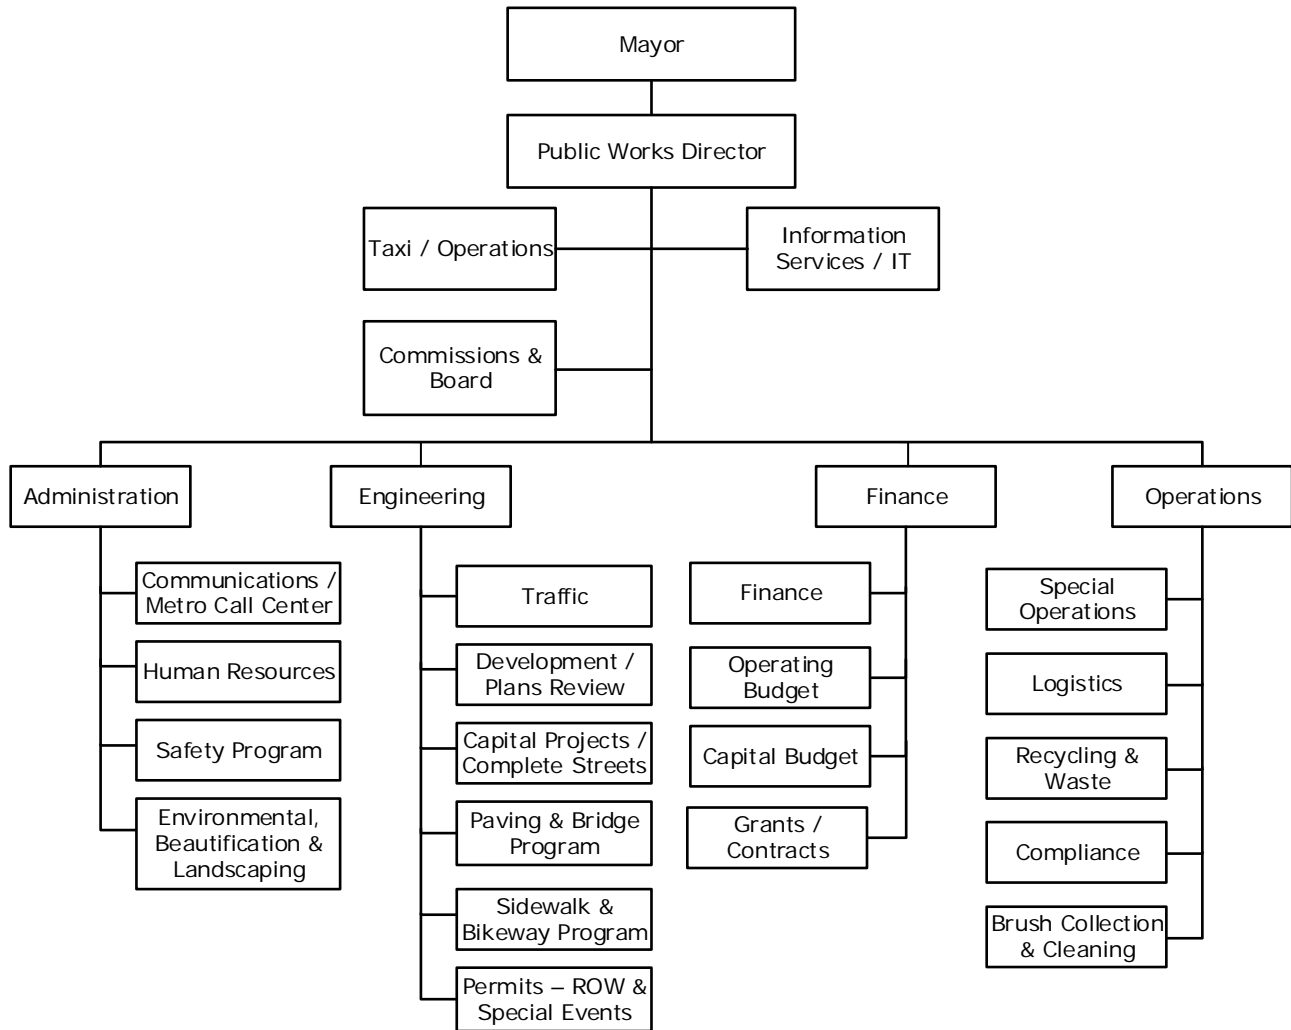 Mayor
Public Works Director
Taxi / Operations
Information
Services / IT
Commissions &
Board
Administration
Engineering
Finance
Operations
Communications /
Metro Call Center
Human Resources
Safety Program
Environmental,
Beautification &
Landscaping
Traffic
Development /
Plans Review
Capital Projects /
Complete Streets
Paving & Bridge
Program
Sidewalk &
Bikeway Program
Permits – ROW &
Special Events
Finance
Operating
Budget
Capital Budget
Grants /
Contracts
Special
Operations
Logistics
Recycling &
Waste
Compliance
Brush Collection
& Cleaning